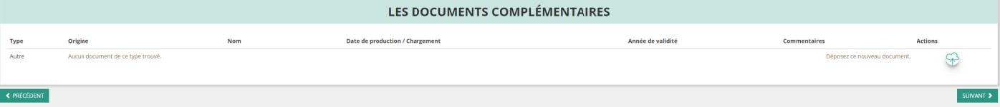 LES DOCUMENTS COMPLÉMENTAIRES
Type Origine Nom Date de production / Chargement Année de validité Commentaires Actions
Autre Aucun document de ce type trouvé. Déposez ce nouveau document.
PRÉCÉDENT SUIVANT